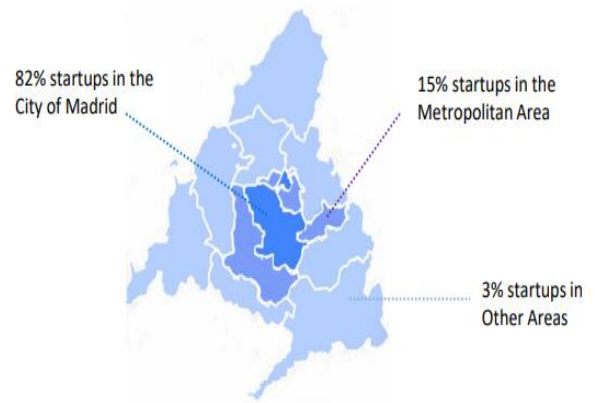 82% startups in the
City of Madrid
15% startups in the
Metropolitan Area
3% startups in
Other Areas